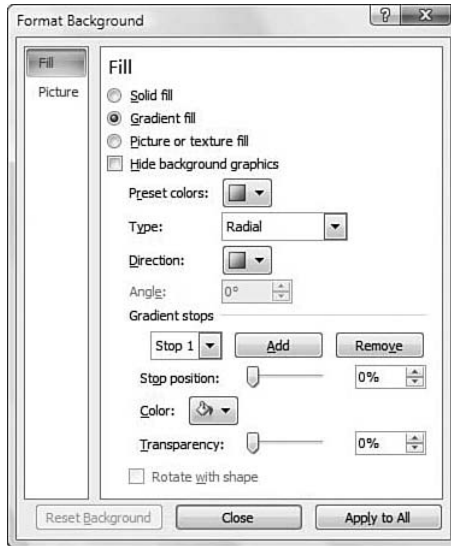 Format Background
Fill
Picture
Fill
Solid fill
Gradient fill
Picture or texture fill
Hide background graphics
Preset colors:
Type: Radial
Direction:
Angle: 0°
Gradient stops
Stop 1 Add Remove
Stop position: 0%
Color:
Transparency: 0%
Rotate with shape
Reset Background Close Apply to All